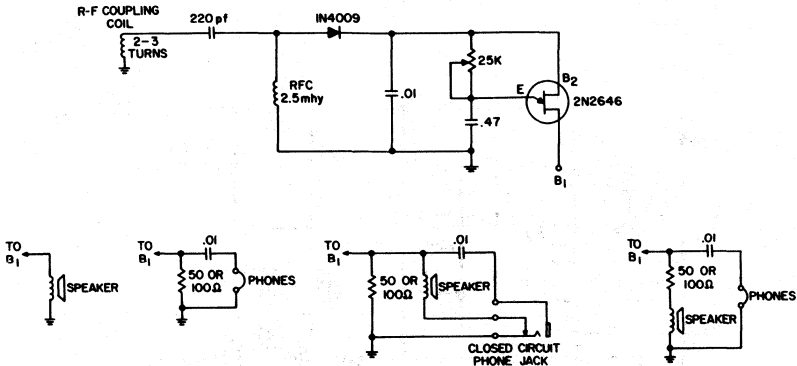 R-F COUPLING
COIL
2-3
TURNS
220 pf
IN4009
RFC
2.5mhy
.01
25K
.47
E
B2
2N2646
B1
TO
B1
SPEAKER
TO
B1
.01
50 OR
100Ω
PHONES
TO
B1
.01
50 OR
100Ω
SPEAKER
CLOSED CIRCUIT
PHONE JACK
TO
B1
.01
50 OR
100Ω
SPEAKER
PHONES